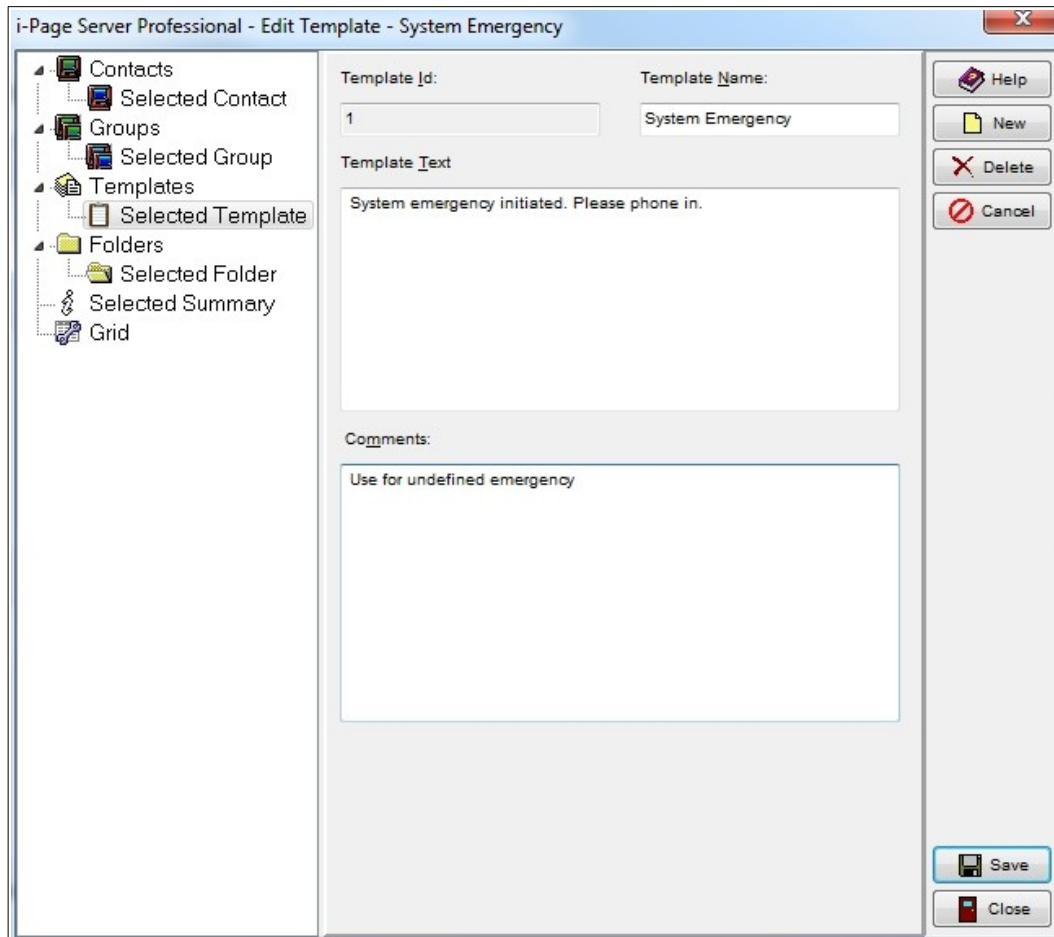 i-Page Server Professional - Edit Template - System Emergency
Contacts
Selected Contact
Groups
Selected Group
Templates
Selected Template
Folders
Selected Folder
Selected Summary
Grid
Template Id:
Template Name:
1
System Emergency
Template Text
System emergency initiated. Please phone in.
Comments:
Use for undefined emergency
Help
New
Delete
Cancel
Save
Close